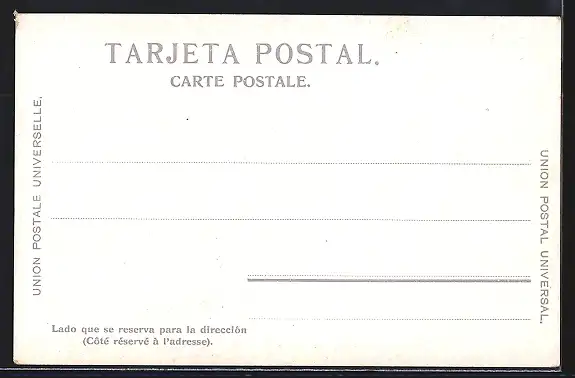 TARJETA POSTAL.
CARTE POSTALE.
UNION POSTALE UNIVERSELLE.
UNION POSTAL UNIVERSAL.
Lado que se reserva para la dirección
(Côté réservé à l'adresse).